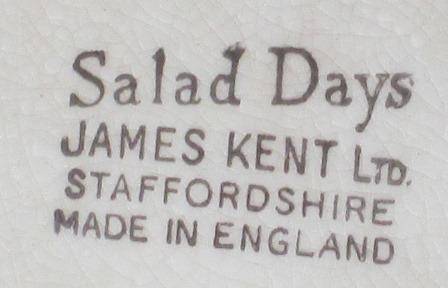 Salad Days
JAMES KENT LTD.
STAFFORDSHIRE
MADE IN ENGLAND